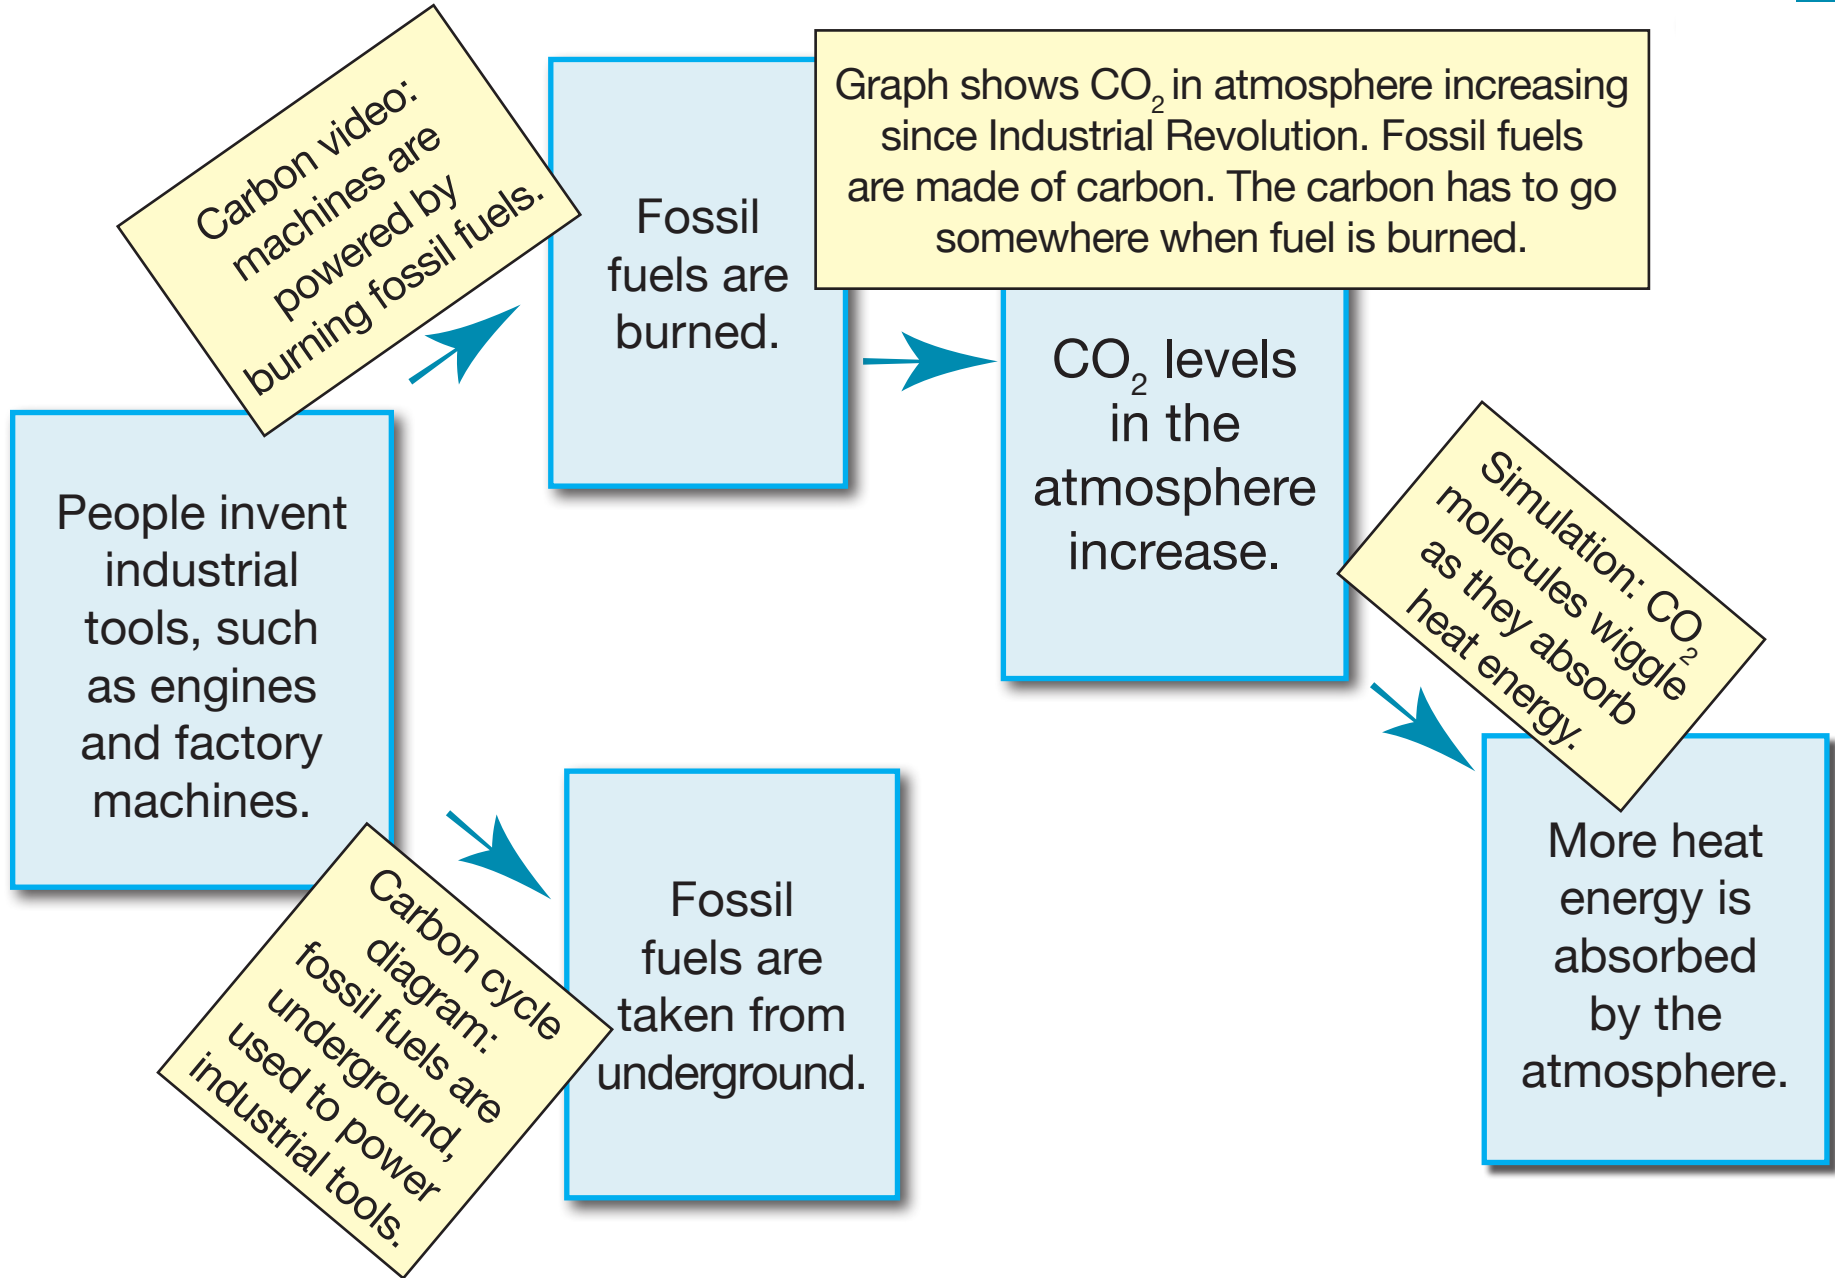 Carbon video:
machines are
powered by
burning fossil fuels.
Fossil
fuels are
burned.
Graph shows CO₂ in atmosphere increasing
since Industrial Revolution. Fossil fuels
are made of carbon. The carbon has to go
somewhere when fuel is burned.
CO₂ levels
in the
atmosphere
increase.
Simulation: CO₂
molecules wiggle
as they absorb
heat energy.
People invent
industrial
tools, such
as engines
and factory
machines.
Carbon cycle
diagram:
fossil fuels are
underground,
used to power
industrial tools.
Fossil
fuels are
taken from
underground.
More heat
energy is
absorbed
by the
atmosphere.